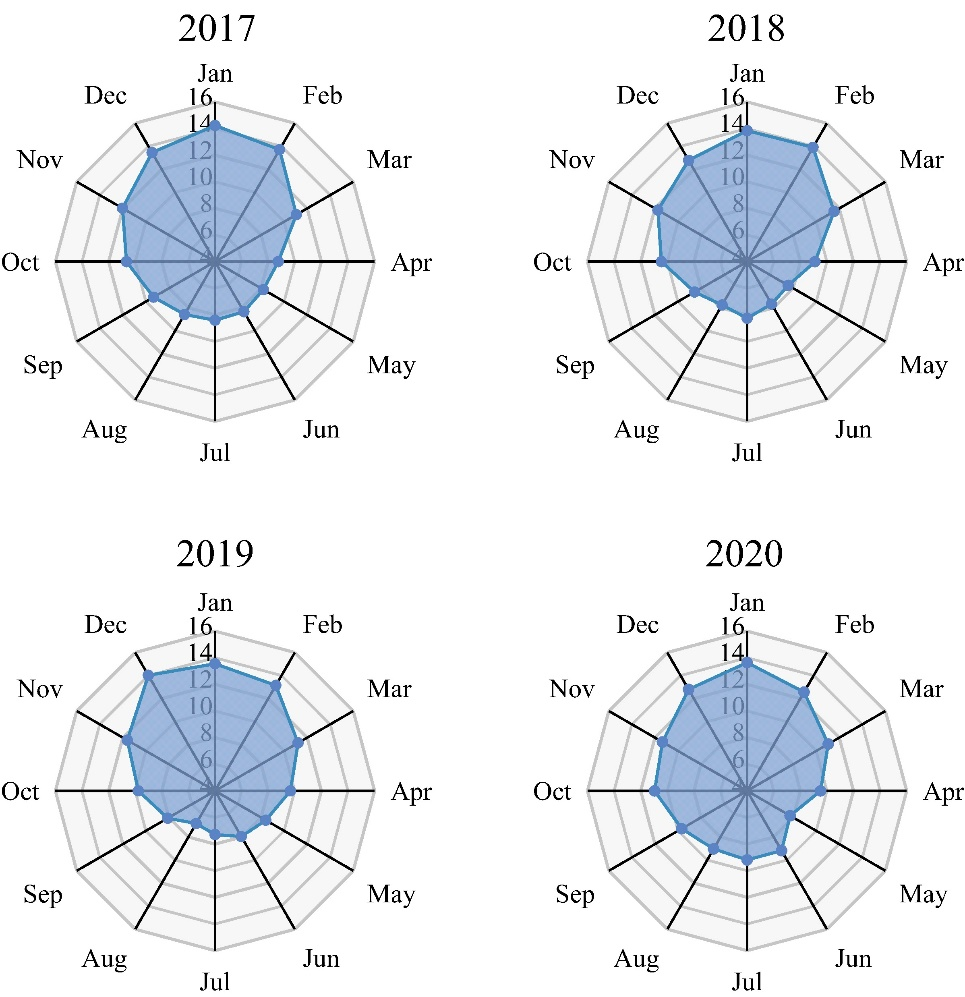 2017
Jan
Feb
Mar
Apr
May
Jun
Jul
Aug
Sep
Oct
Nov
Dec
16
14
12
10
8
6
4
2018
Jan
Feb
Mar
Apr
May
Jun
Jul
Aug
Sep
Oct
Nov
Dec
16
14
12
10
8
6
4
2019
Jan
Feb
Mar
Apr
May
Jun
Jul
Aug
Sep
Oct
Nov
Dec
16
14
12
10
8
6
4
2020
Jan
Feb
Mar
Apr
May
Jun
Jul
Aug
Sep
Oct
Nov
Dec
16
14
12
10
8
6
4